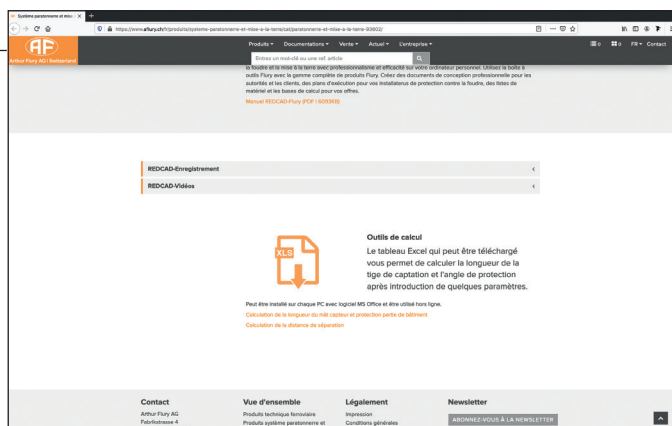 Système paratonnerre et mise
https://www.aflury.ch/fr/produits/systeme-paratonnerre-et-mise-a-la-terre/cat/paratonnerre-et-mise-a-la-terre-93602/
AF
Arthur Flury AG | Switzerland
Produits Documentations Vente Actuel L'entreprise
0 0 FR Contact
Entrez un mot-clé ou une ref. article
la foudre et la mise à la terre avec professionnalisme et efficacité sur votre ordinateur personnel. Utilisez la boîte à
outils Flury avec la gamme complète de produits Flury. Créez des documents de conception professionnelle pour les
autorités et les clients, des plans d'exécution pour vos installaterus de protection contre la foudre, des listes de
matériel et les bases de calcul pour vos offres.
Manuel REDCAD-Flury (PDF | 6093KB)
REDCAD-Enregistrement
REDCAD-Vidéos
XLS
Outils de calcul
Le tableau Excel qui peut être téléchargé
vous permet de calculer la longueur de la
tige de captation et l'angle de protection
après introduction de quelques paramètres.
Peut être installé sur chaque PC avec logiciel MS Office et être utilisé hors ligne.
Calculation de la longueur du mât capteur et protection partie de bâtiment
Calculation de la distance de séparation
Contact
Arthur Flury AG
Fabrikstrasse 4
Vue d'ensemble
Produits technique ferroviaire
Produits système paratonnerre et
Légalement
Impression
Conditions générales
Newsletter
ABONNEZ-VOUS À LA NEWSLETTER